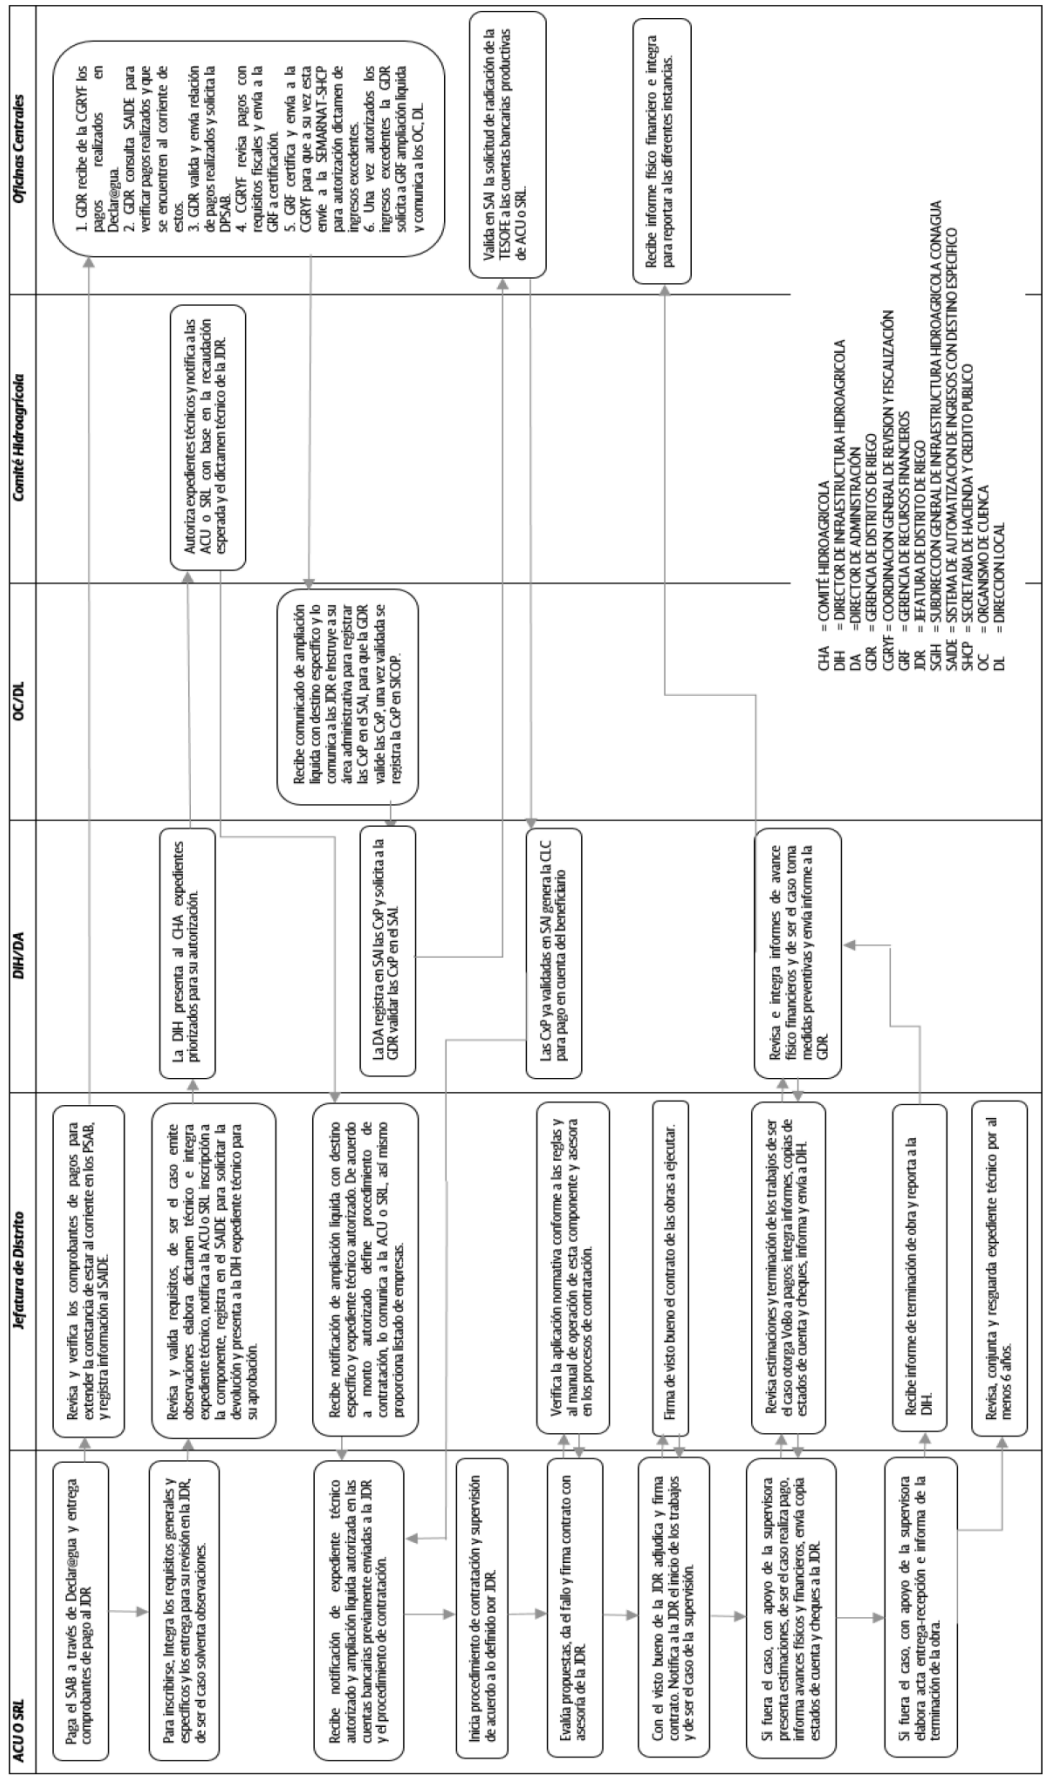 ACU O SRL
Jefatura de Distrito
DIH/DA
OC/DL
Comité Hidroagrícola
Oficinas Centrales
Paga el SAB a través de Declar@gua y entrega
comprobantes de pago al JDR
Revisa y verifica los comprobantes de pagos para
extender la constancia de estar al corriente en los PSAB,
y registra información al SAIDE.
1. GDR recibe de la CGRYF los
pagos realizados en
Declar@gua.
2. GDR consulta SAIDE para
verificar pagos realizados y que
se encuentren al corriente de
estos.
3. GDR valida y envía relación
de pagos realizados y solicita la
DPSAB.
4. CGRYF revisa pagos con
requisitos fiscales y envía a la
GRF a certificación.
5. GRF certifica y envía a la
CGRYF para que a su vez esta
envíe a la SEMARNAT-SHCP
para autorización dictamen de
ingresos excedentes.
6. Una vez autorizados los
ingresos excedentes la GDR
solicita a GRF ampliación liquida
y comunica a los OC, DL
Para inscribirse, Integra los requisitos generales y
específicos y los entrega para su revisión en la JDR,
de ser el caso solventa observaciones.
Revisa y valida requisitos, de ser el caso emite
observaciones elabora dictamen técnico e integra
expediente técnico, notifica a la ACU o SRL inscripción a
la componente, registra en el SAIDE para solicitar la
devolución y presenta a la DIH expediente técnico para
su aprobación.
La DIH presenta al CHA expedientes
priorizados para su autorización.
Autoriza expedientes técnicos y notifica a las
ACU o SRL con base en la recaudación
esperada y el dictamen técnico de la JDR.
Recibe comunicado de ampliación
liquida con destino especifico y lo
comunica a las JDR e Instruye a su
área administrativa para registrar
las CxP en el SAI, para que la GDR
valide las CxP, una vez validada se
registra la CxP en SICOP.
Recibe notificación de expediente técnico
autorizado y ampliación liquida autorizada en las
cuentas bancarias previamente enviadas a la JDR
y el procedimiento de contratación.
Recibe notificación de ampliación liquida con destino
específico y expediente técnico autorizado. De acuerdo
a monto autorizado define procedimiento de
contratación, lo comunica a la ACU o SRL, así mismo
proporciona listado de empresas.
La DA registra en SAI las CxP y solicita a la
GDR validar las CxP en el SAI.
Valida en SAI la solicitud de radicación de la
TESOFE a las cuentas bancarias productivas
de ACU o SRL.
Inicia procedimiento de contratación y supervisión
de acuerdo a lo definido por JDR.
Las CxP ya validadas en SAI genera la CLC
para pago en cuenta del beneficiario
Evalúa propuestas, da el fallo y firma contrato con
asesoría de la JDR.
Verifica la aplicación normativa conforme a las reglas y
al manual de operación de esta componente y asesora
en los procesos de contratación.
Con el visto bueno de la JDR adjudica y firma
contrato. Notifica a la JDR el inicio de los trabajos
y de ser el caso de la supervisión.
Firma de visto bueno el contrato de las obras a ejecutar.
Recibe informe físico financiero e integra
para reportar a las diferentes instancias.
Si fuera el caso, con apoyo de la supervisora
presenta estimaciones, de ser el caso realiza pago,
informa avances físicos y financieros, envía copia
estados de cuenta y cheques a la JDR.
Revisa estimaciones y terminación de los trabajos de ser
el caso otorga VoBo a pagos; integra informes, copias de
estados de cuenta y cheques, informa y envía a DIH.
Revisa e integra informes de avance
físico financieros y de ser el caso toma
medidas preventivas y envía informe a la
GDR.
Si fuera el caso, con apoyo de la supervisora
elabora acta entrega-recepción e informa de la
terminación de la obra.
Recibe informe de terminación de obra y reporta a la
DIH.
Revisa, conjunta y resguarda expediente técnico por al
menos 6 años.
CHA = COMITÉ HIDROAGRICOLA
DIH = DIRECTOR DE INFRAESTRUCTURA HIDROAGRICOLA
DA =DIRECTOR DE ADMINISTRACIÓN
GDR = GERENCIA DE DISTRITOS DE RIEGO
CGRYF = COORDINACION GENERAL DE REVISION Y FISCALIZACIÓN
GRF = GERENCIA DE RECURSOS FINANCIEROS
JDR = JEFATURA DE DISTRITO DE RIEGO
SGIH = SUBDIRECCION GENERAL DE INFRAESTRUCTURA HIDROAGRICOLA CONAGUA
SAIDE = SISTEMA DE AUTOMATIZACION DE INGRESOS CON DESTINO ESPECIFICO
SHCP = SECRETARIA DE HACIENDA Y CREDITO PUBLICO
OC = ORGANISMO DE CUENCA
DL = DIRECCION LOCAL